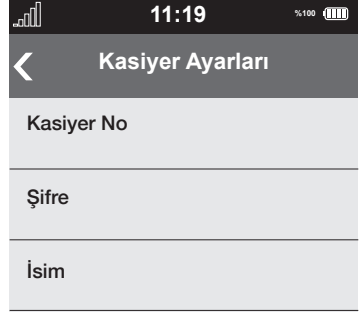 11:19 %100
Kasiyer Ayarları
Kasiyer No
Şifre
İsim